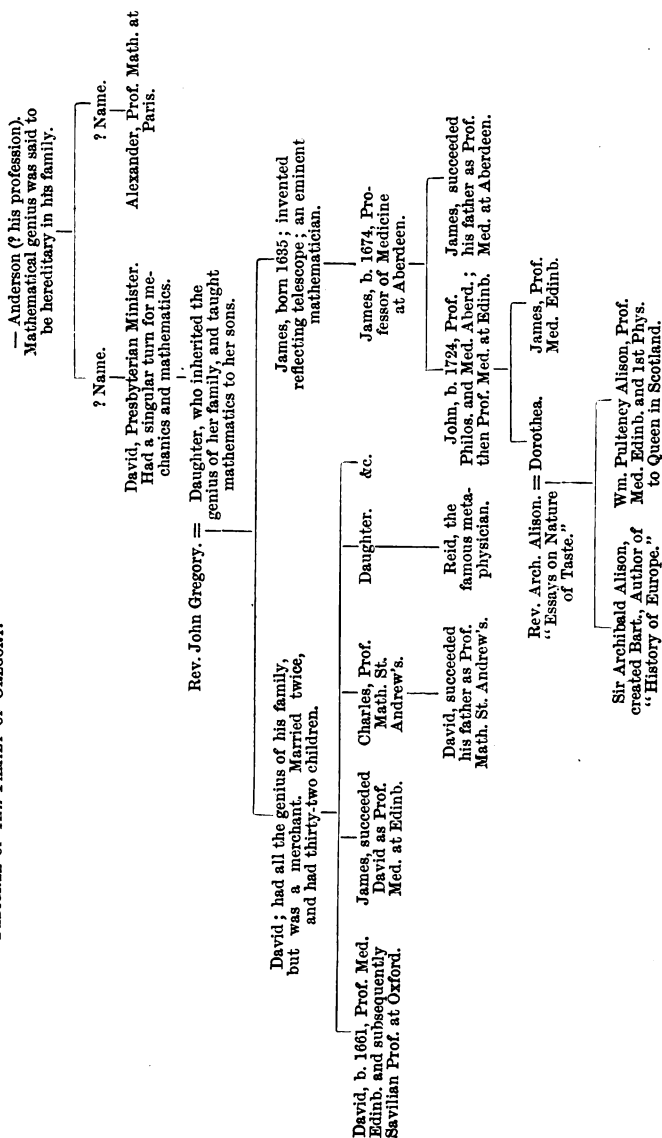 — Anderson (? his profession).
Mathematical genius was said to
be hereditary in his family.
? Name.
? Name.
David, Presbyterian Minister.
Had a singular turn for me-
chanics and mathematics.
Alexander, Prof. Math. at
Paris.
Rev. John Gregory. = Daughter, who inherited the
genius of her family, and taught
mathematics to her sons.
David; had all the genius of his family,
but was a merchant. Married twice,
and had thirty-two children.
James, born 1635; invented
reflecting telescope; an eminent
mathematician.
David, b. 1661, Prof. Med.
Edinb. and subsequently
Savilian Prof. at Oxford.
James, succeeded
David as Prof.
Med. at Edinb.
Charles, Prof.
Math. St.
Andrew's.
Daughter.
&c.
James, b. 1674, Pro-
fessor of Medicine
at Aberdeen.
David, succeeded
his father as Prof.
Math. St. Andrew's.
Reid, the
famous meta-
physician.
John, b. 1724, Prof.
Philos. and Med. Aberd.;
then Prof. Med. at Edinb.
James, succeeded
his father as Prof.
Med. at Aberdeen.
Rev. Arch. Alison. = Dorothea.
"Essays on Nature
of Taste."
James, Prof.
Med. Edinb.
Sir Archibald Alison,
created Bart., Author of
"History of Europe."
Wm. Pulteney Alison, Prof.
Med. Edinb. and 1st Phys.
to Queen in Scotland.